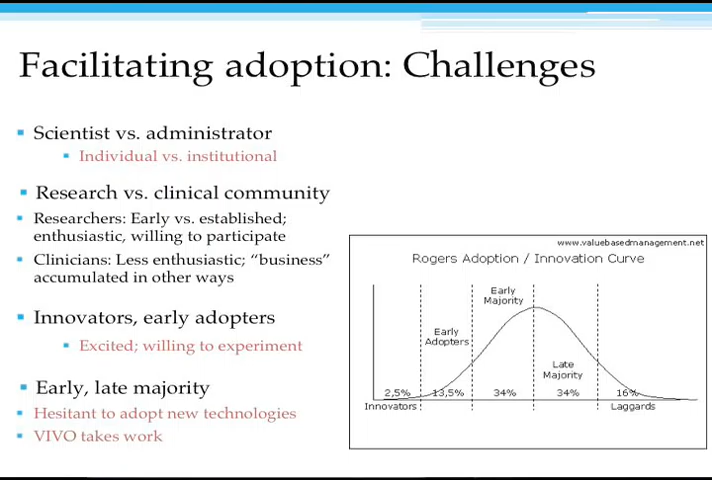 Facilitating adoption: Challenges
Scientist vs. administrator
Individual vs. institutional
Research vs. clinical community
Researchers: Early vs. established;
enthusiastic, willing to participate
Clinicians: Less enthusiastic; “business”
accumulated in other ways
Innovators, early adopters
Excited; willing to experiment
Early, late majority
Hesitant to adopt new technologies
VIVO takes work
www.valuebasedmanagement.net
Rogers Adoption / Innovation Curve
Early
Majority
Early
Adopters
Late
Majority
2,5% 13,5% 34% 34% 16%
Innovators Laggards